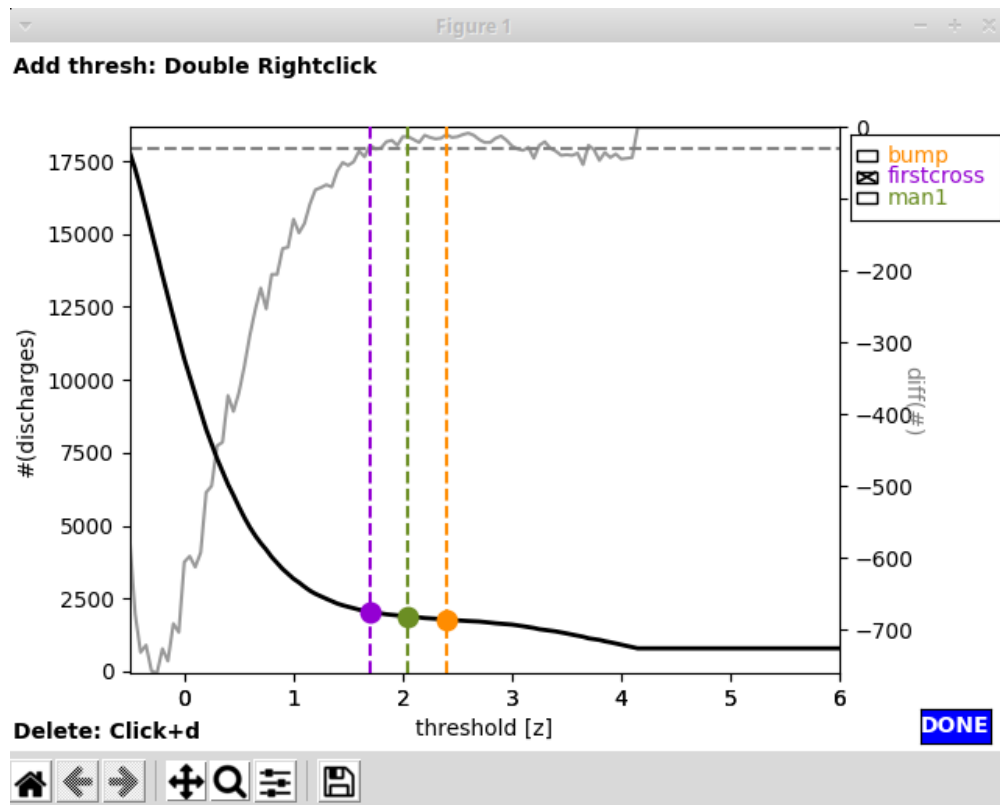 Figure 1
Add thresh: Double Rightclick
17500
15000
12500
10000
7500
5000
2500
0
#(discharges)
0 1 2 3 4 5 6
threshold [z]
0
−200
−300
−400
−500
−600
−700
diff(#)
bump
firstcross
man1
Delete: Click+d
DONE